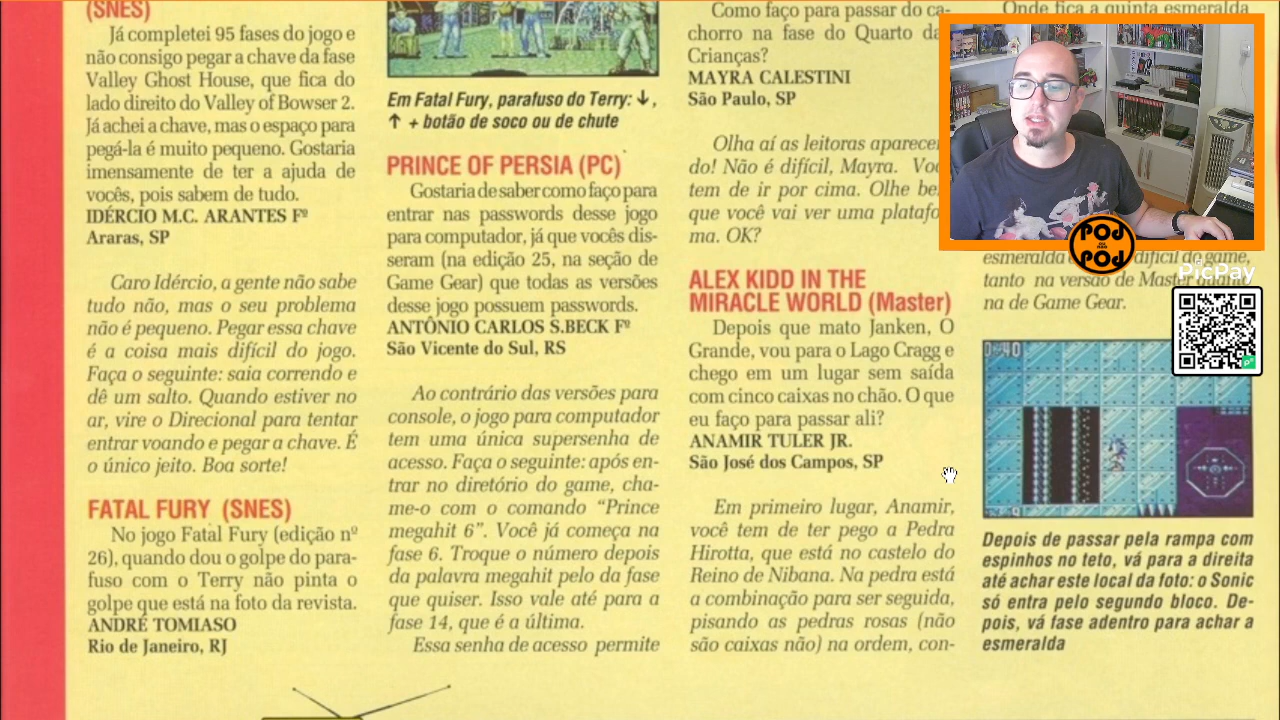 (SNES)
Já completei 95 fases do jogo e
não consigo pegar a chave da fase
Valley Ghost House, que fica do
lado direito do Valley of Bowser 2.
Já achei a chave, mas o espaço para
pegá-la é muito pequeno. Gostaria
imensamente de ter a ajuda de
vocês, pois sabem de tudo.
IDÉRCIO M.C. ARANTES Fº
Araras, SP
Caro Idércio, a gente não sabe
tudo não, mas o seu problema
não é pequeno. Pegar essa chave
é a coisa mais difícil do jogo.
Faça o seguinte: saia correndo e
dê um salto. Quando estiver no
ar, vire o Direcional para tentar
entrar voando e pegar a chave. É
o único jeito. Boa sorte!
FATAL FURY (SNES)
No jogo Fatal Fury (edição nº
26), quando dou o golpe do para-
fuso com o Terry não pinta o
golpe que está na foto da revista.
ANDRÉ TOMIASO
Rio de Janeiro, RJ
Em Fatal Fury, parafuso do Terry: ↓,
↑ + botão de soco ou de chute
PRINCE OF PERSIA (PC)
Gostaria de saber como faço para
entrar nas passwords desse jogo
para computador, já que vocês dis-
seram (na edição 25, na seção de
Game Gear) que todas as versões
desse jogo possuem passwords.
ANTÔNIO CARLOS S.BECK Fº
São Vicente do Sul, RS
Ao contrário das versões para
console, o jogo para computador
tem uma única supersenha de
acesso. Faça o seguinte: após en-
trar no diretório do game, cha-
me-o com o comando “Prince
megahit 6”. Você já começa na
fase 6. Troque o número depois
da palavra megahit pelo da fase
que quiser. Isso vale até para a
fase 14, que é a última.
Essa senha de acesso permite
Como faço para passar do ca-
chorro na fase do Quarto da
Crianças?
MAYRA CALESTINI
São Paulo, SP
Olha aí as leitoras aparecen
do! Não é difícil, Mayra. Voc
tem de ir por cima. Olhe be
que você vai ver uma platafo
ma. OK?
ALEX KIDD IN THE
MIRACLE WORLD (Master)
Depois que mato Janken, O
Grande, vou para o Lago Cragg e
chego em um lugar sem saída
com cinco caixas no chão. O que
eu faço para passar ali?
ANAMIR TULER JR.
São José dos Campos, SP
Em primeiro lugar, Anamir,
você tem de ter pego a Pedra
Hirotta, que está no castelo do
Reino de Nibana. Na pedra está
a combinação para ser seguida,
pisando as pedras rosas (não
são caixas não) na ordem, con-
Onde fica a quinta esmeralda
esmeralda difícil do game,
tanto na versão de Master quanto
na de Game Gear.
Depois de passar pela rampa com
espinhos no teto, vá para a direita
até achar este local da foto: o Sonic
só entra pelo segundo bloco. De-
pois, vá fase adentro para achar a
esmeralda
POD
POD
PicPay